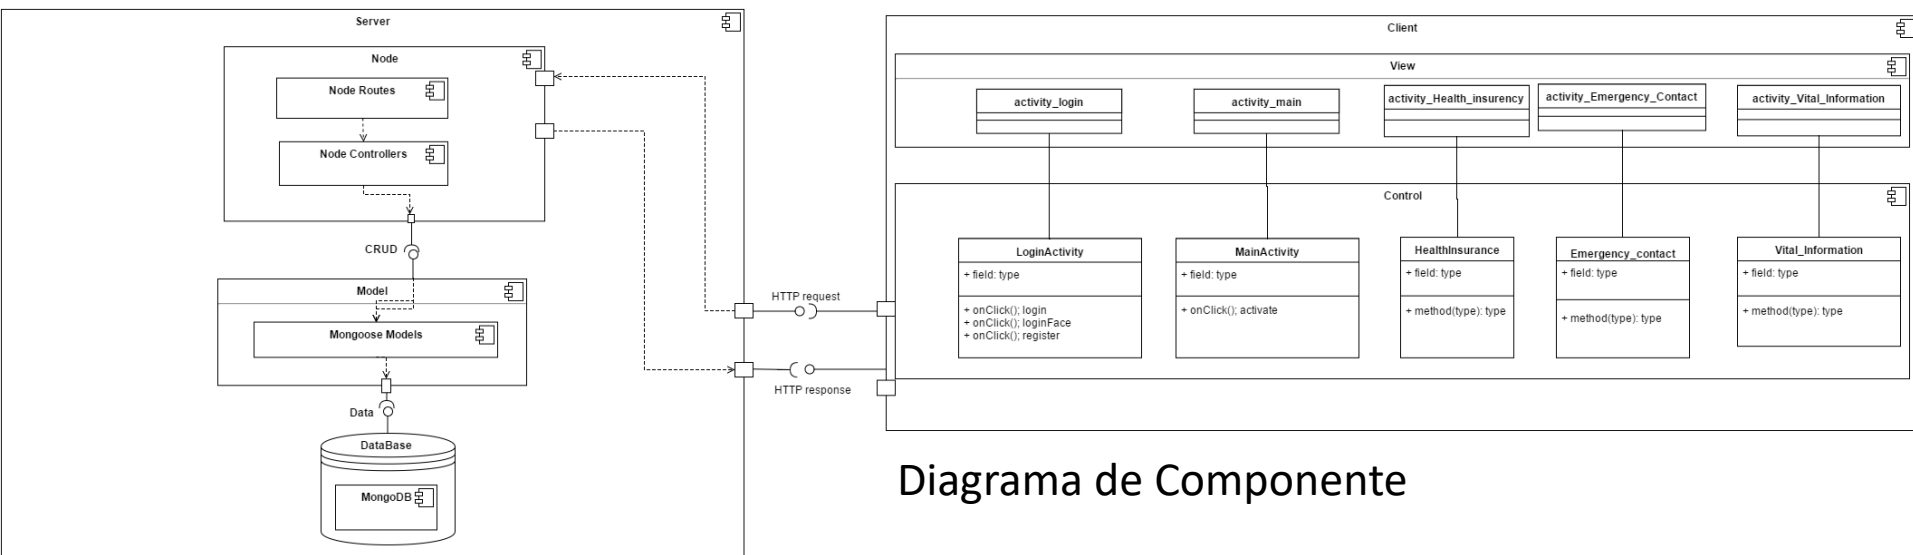 Server
Node
Node Routes
Node Controllers
CRUD
Model
Mongoose Models
Data
DataBase
MongoDB
HTTP request
HTTP response
Client
View
activity_login
activity_main
activity_Health_insurency
activity_Emergency_Contact
activity_Vital_Information
Control
LoginActivity
+ field: type
+ onClick(); login
+ onClick(); loginFace
+ onClick(); register
MainActivity
+ field: type
+ onClick(); activate
HealthInsurance
+ field: type
+ method(type): type
Emergency_contact
+ field: type
+ method(type): type
Vital_Information
+ field: type
+ method(type): type
Diagrama de Componente